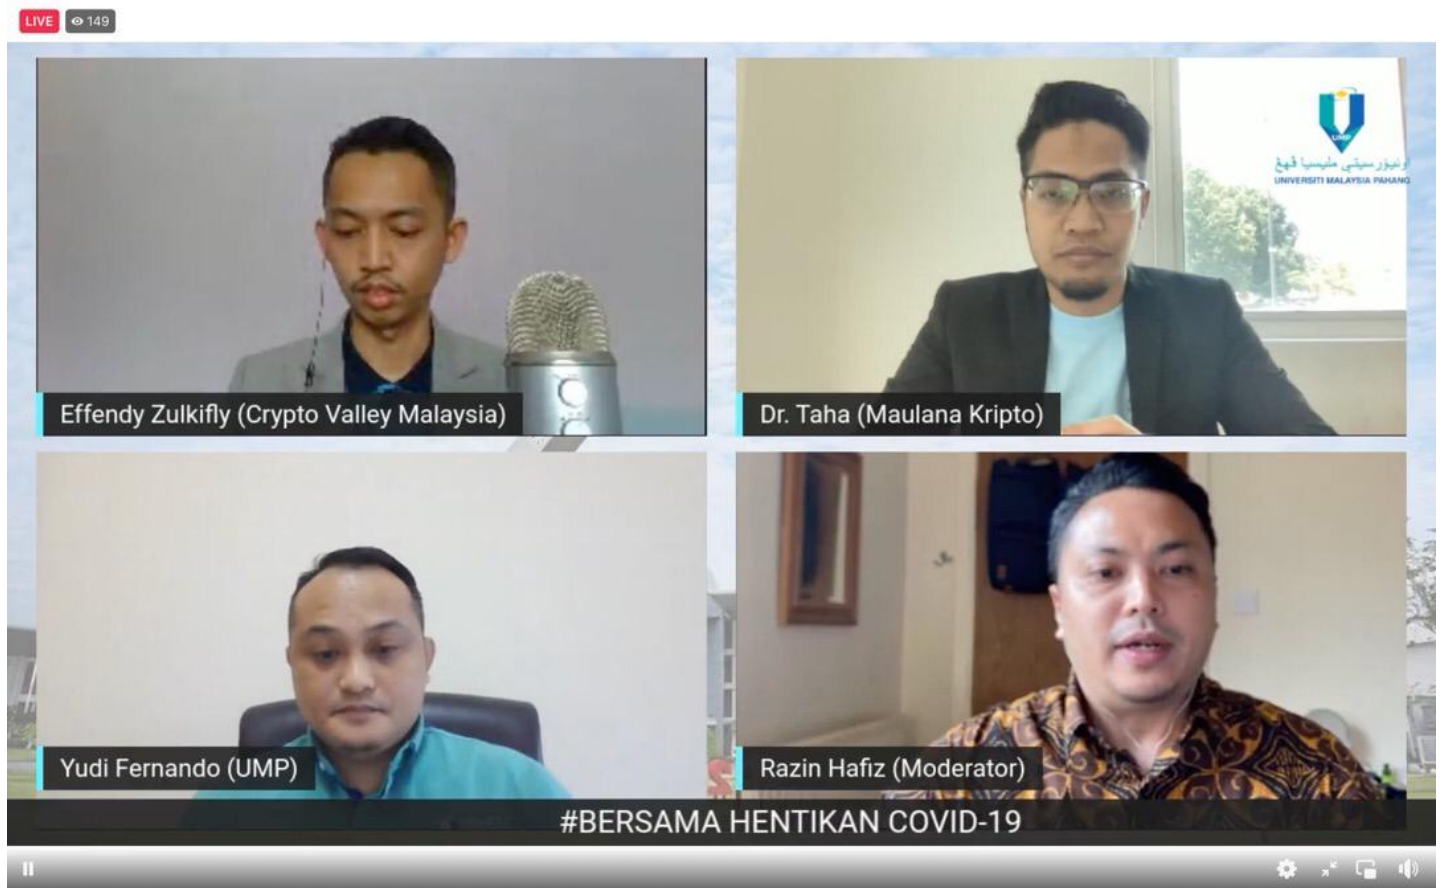 LIVE
149
UMP
اونيۏرسيتي مليسيا ڤهڠ
UNIVERSITI MALAYSIA PAHANG
Effendy Zulkifly (Crypto Valley Malaysia)
Dr. Taha (Maulana Kripto)
Yudi Fernando (UMP)
Razin Hafiz (Moderator)
#BERSAMA HENTIKAN COVID-19